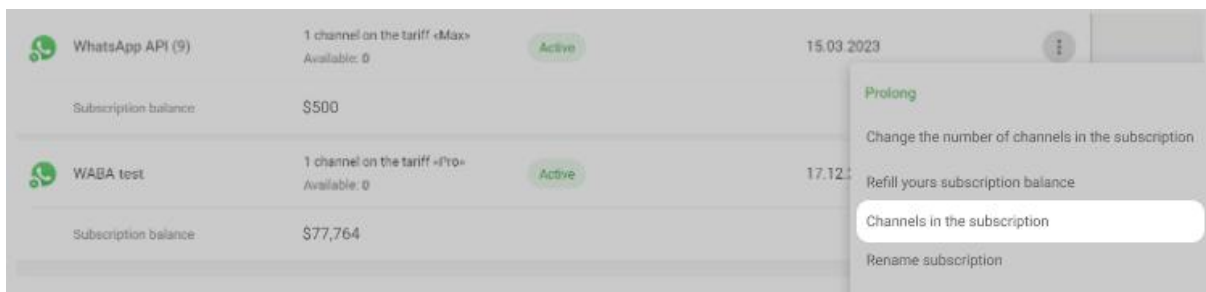 WhatsApp API (9)
1 channel on the tariff «Max»
Available: 0
Active
15.03.2023
Subscription balance
$500
WABA test
1 channel on the tariff «Pro»
Available: 0
Active
17.12.
Subscription balance
$77,764
Prolong
Change the number of channels in the subscription
Refill yours subscription balance
Channels in the subscription
Rename subscription